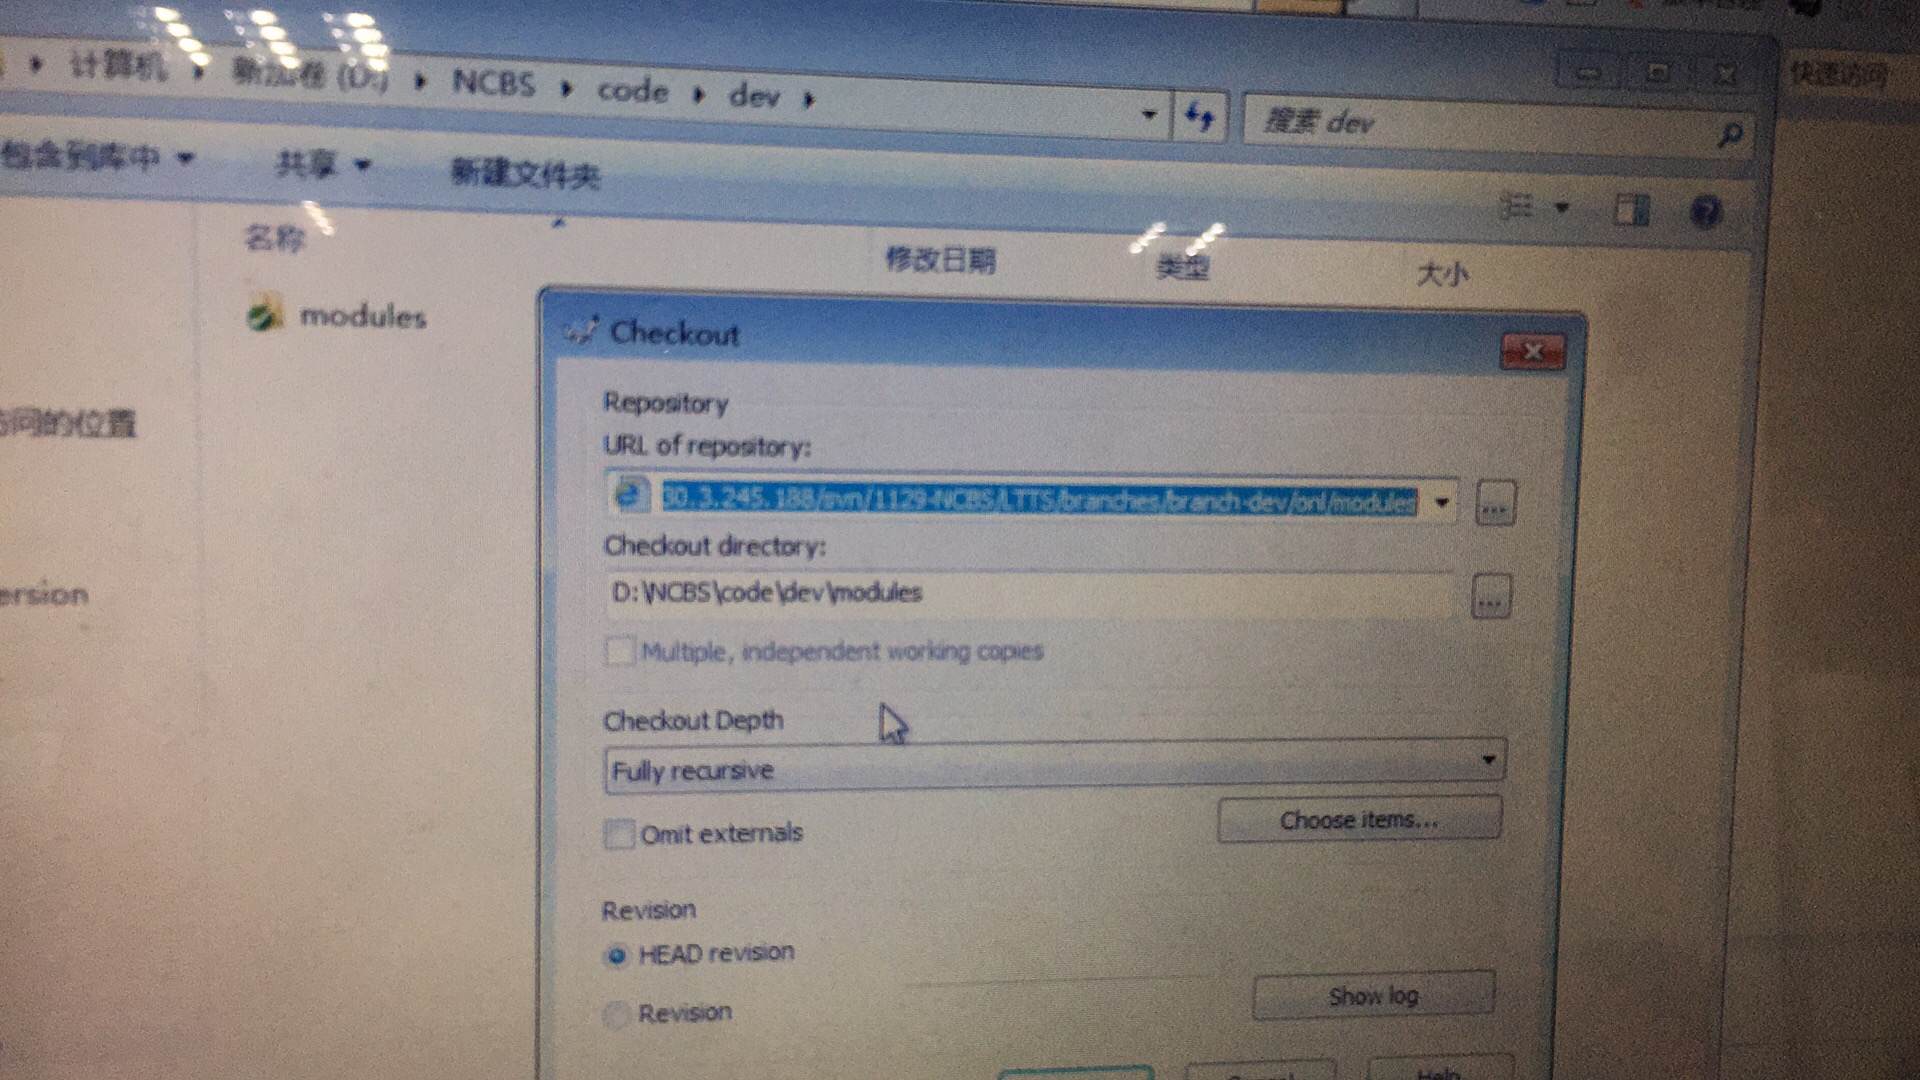 计算机 ▸ 新加卷 (D:) ▸ NCBS ▸ code ▸ dev ▸
搜索 dev
快速访问
包含到库中
共享
新建文件夹
名称
修改日期
类型
大小
modules
访问的位置
ersion
Checkout
Repository
URL of repository:
30.3.245.188/svn/1129-NCBS/LTTS/branches/branch-dev/onl/modules
...
Checkout directory:
D:\NCBS\code\dev\modules
...
Multiple, independent working copies
Checkout Depth
Fully recursive
Choose items...
Omit externals
Revision
HEAD revision
Show log
Revision
Cancel
Help